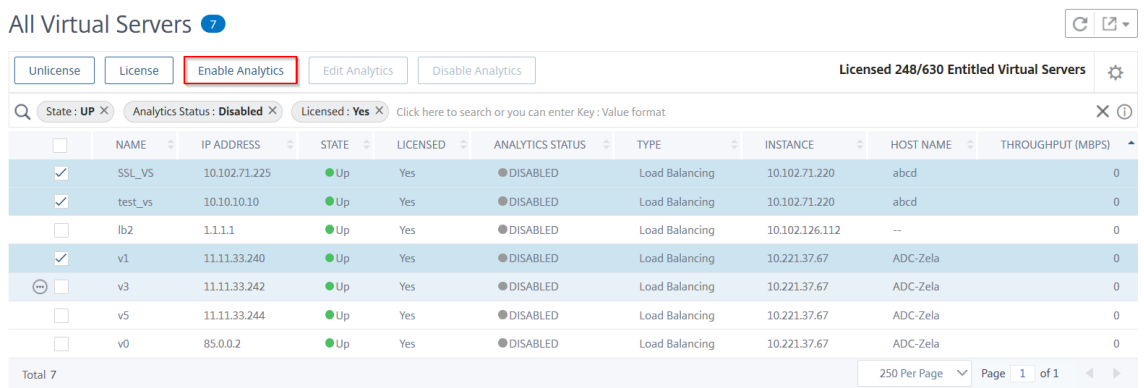 All Virtual Servers 7
Unlicense License Enable Analytics Edit Analytics Disable Analytics Licensed 248/630 Entitled Virtual Servers
State : UP × Analytics Status : Disabled × Licensed : Yes × Click here to search or you can enter Key : Value format
NAME IP ADDRESS STATE LICENSED ANALYTICS STATUS TYPE INSTANCE HOST NAME THROUGHPUT (MBPS)
SSL_VS 10.102.71.225 Up Yes DISABLED Load Balancing 10.102.71.220 abcd 0
test_vs 10.10.10.10 Up Yes DISABLED Load Balancing 10.102.71.220 abcd 0
lb2 1.1.1.1 Up Yes DISABLED Load Balancing 10.102.126.112 -- 0
v1 11.11.33.240 Up Yes DISABLED Load Balancing 10.221.37.67 ADC-Zela 0
v3 11.11.33.242 Up Yes DISABLED Load Balancing 10.221.37.67 ADC-Zela 0
v5 11.11.33.244 Up Yes DISABLED Load Balancing 10.221.37.67 ADC-Zela 0
v0 85.0.0.2 Up Yes DISABLED Load Balancing 10.221.37.67 ADC-Zela 0
Total 7 250 Per Page Page 1 of 1